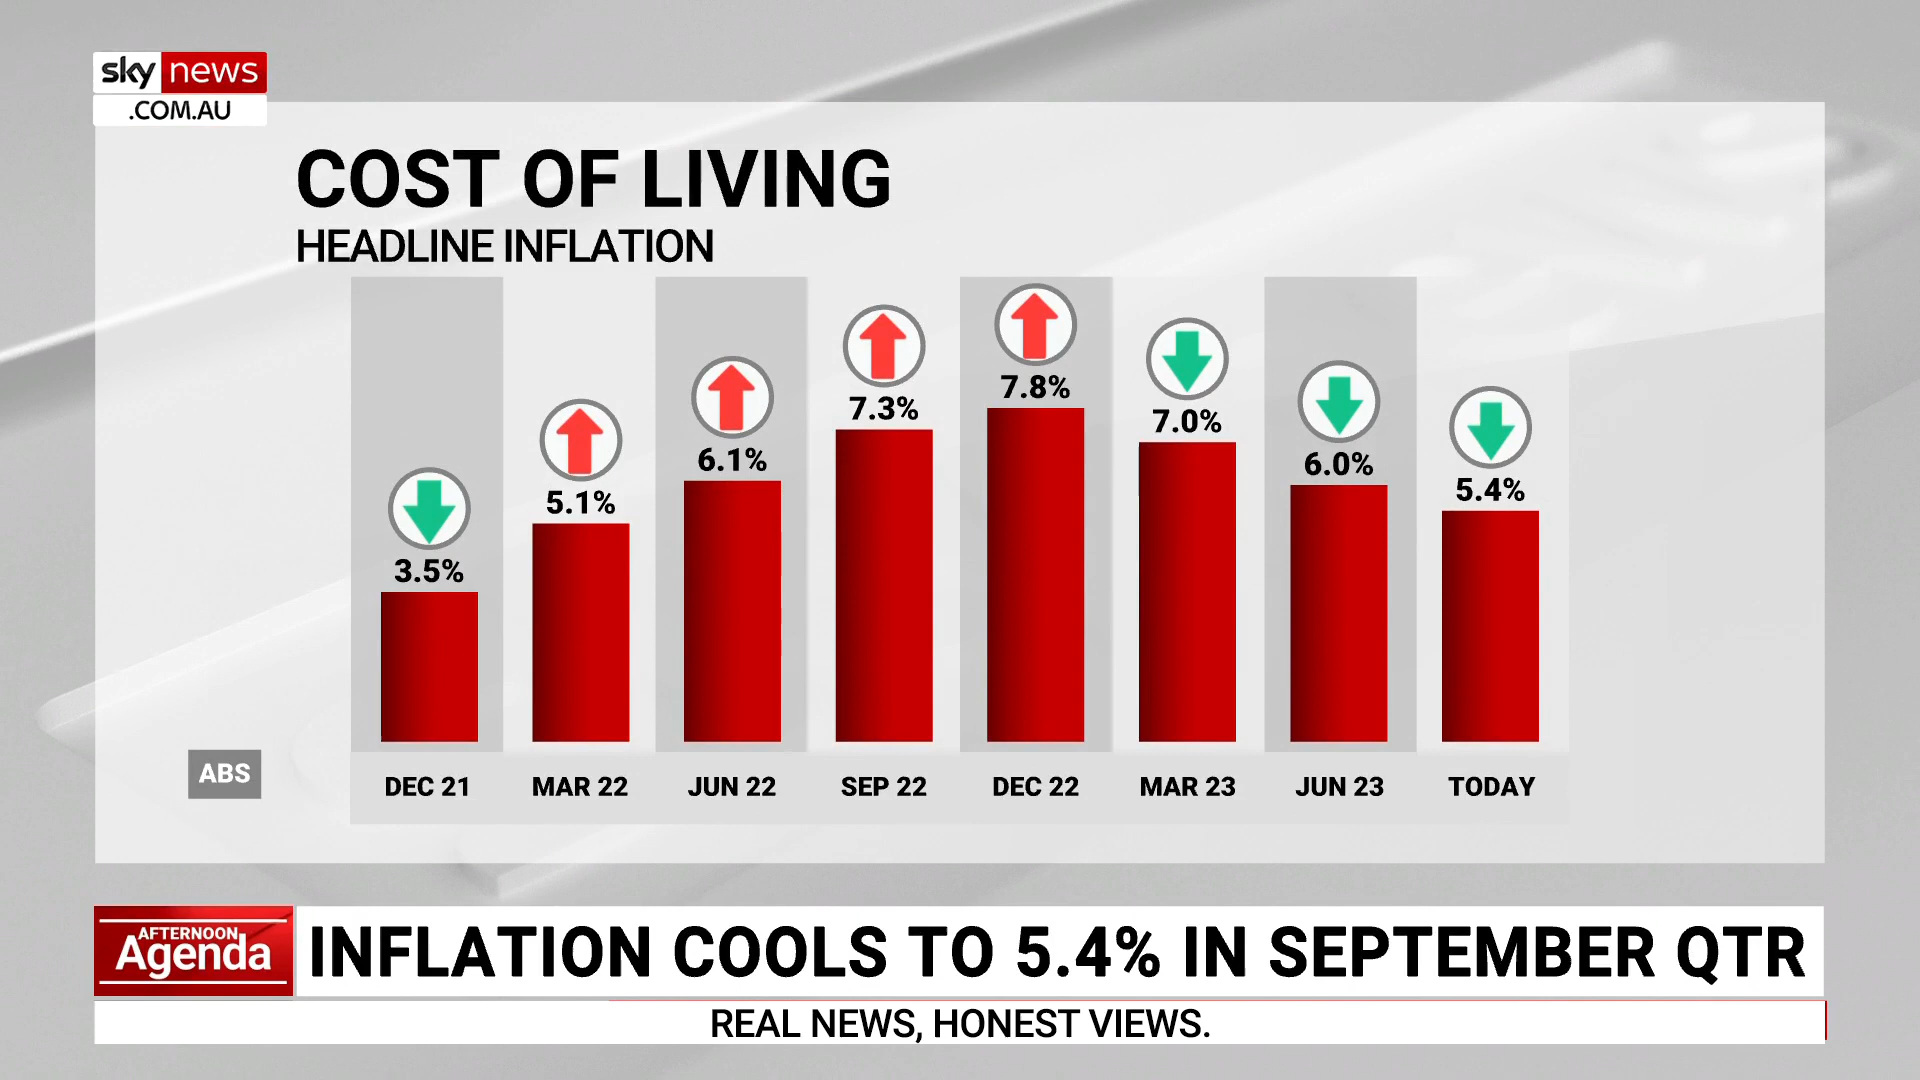 sky news
.COM.AU
COST OF LIVING
HEADLINE INFLATION
3.5%
5.1%
6.1%
7.3%
7.8%
7.0%
6.0%
5.4%
ABS
DEC 21
MAR 22
JUN 22
SEP 22
DEC 22
MAR 23
JUN 23
TODAY
AFTERNOON
Agenda
INFLATION COOLS TO 5.4% IN SEPTEMBER QTR
REAL NEWS, HONEST VIEWS.